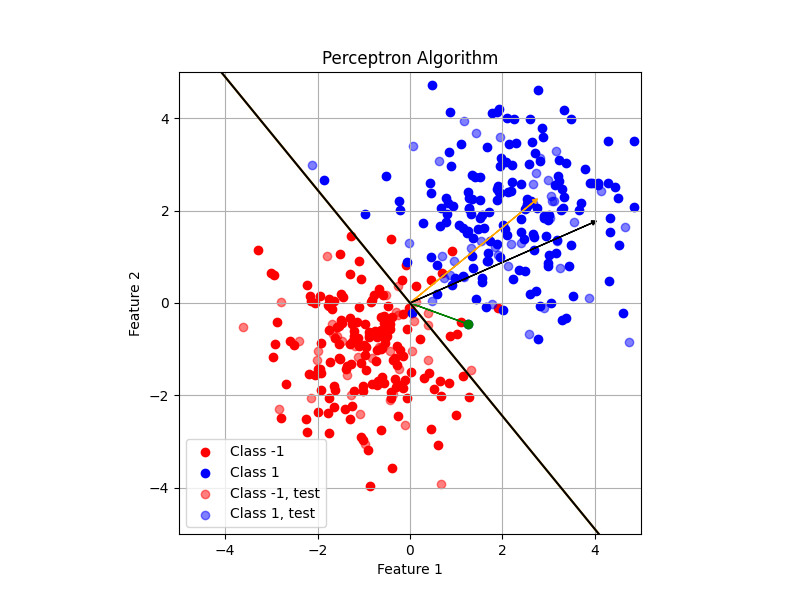 Perceptron Algorithm
Feature 2
4
2
0
−2
−4
Class -1
Class 1
Class -1, test
Class 1, test
−4 −2 0 2 4
Feature 1